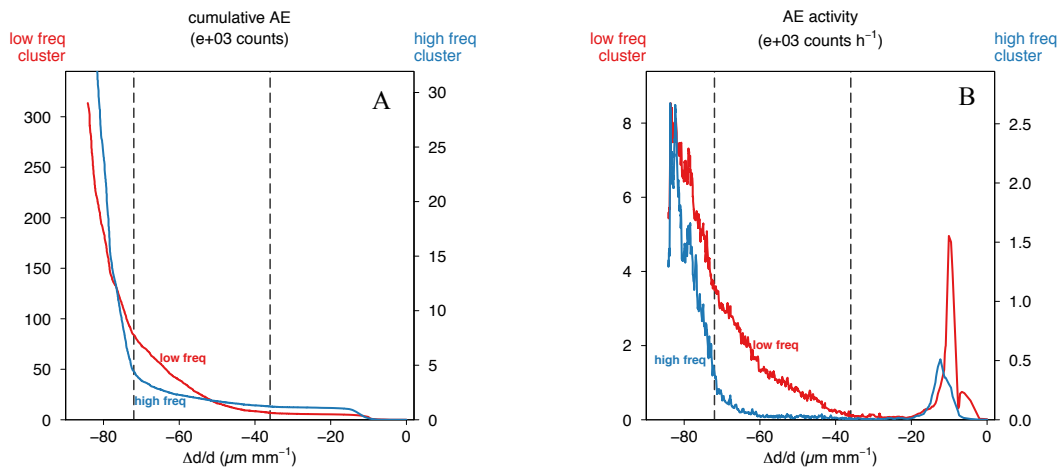 cumulative AE
(e+03 counts)
low freq
cluster
high freq
cluster
A
300
250
200
150
100
50
0
30
25
20
15
10
5
0
low freq
high freq
−80
−60
−40
−20
0
Δd/d (µm mm⁻¹)
AE activity
(e+03 counts h⁻¹)
low freq
cluster
high freq
cluster
B
8
6
4
2
0
2.5
2.0
1.5
1.0
0.5
0.0
low freq
high freq
−80
−60
−40
−20
0
Δd/d (µm mm⁻¹)